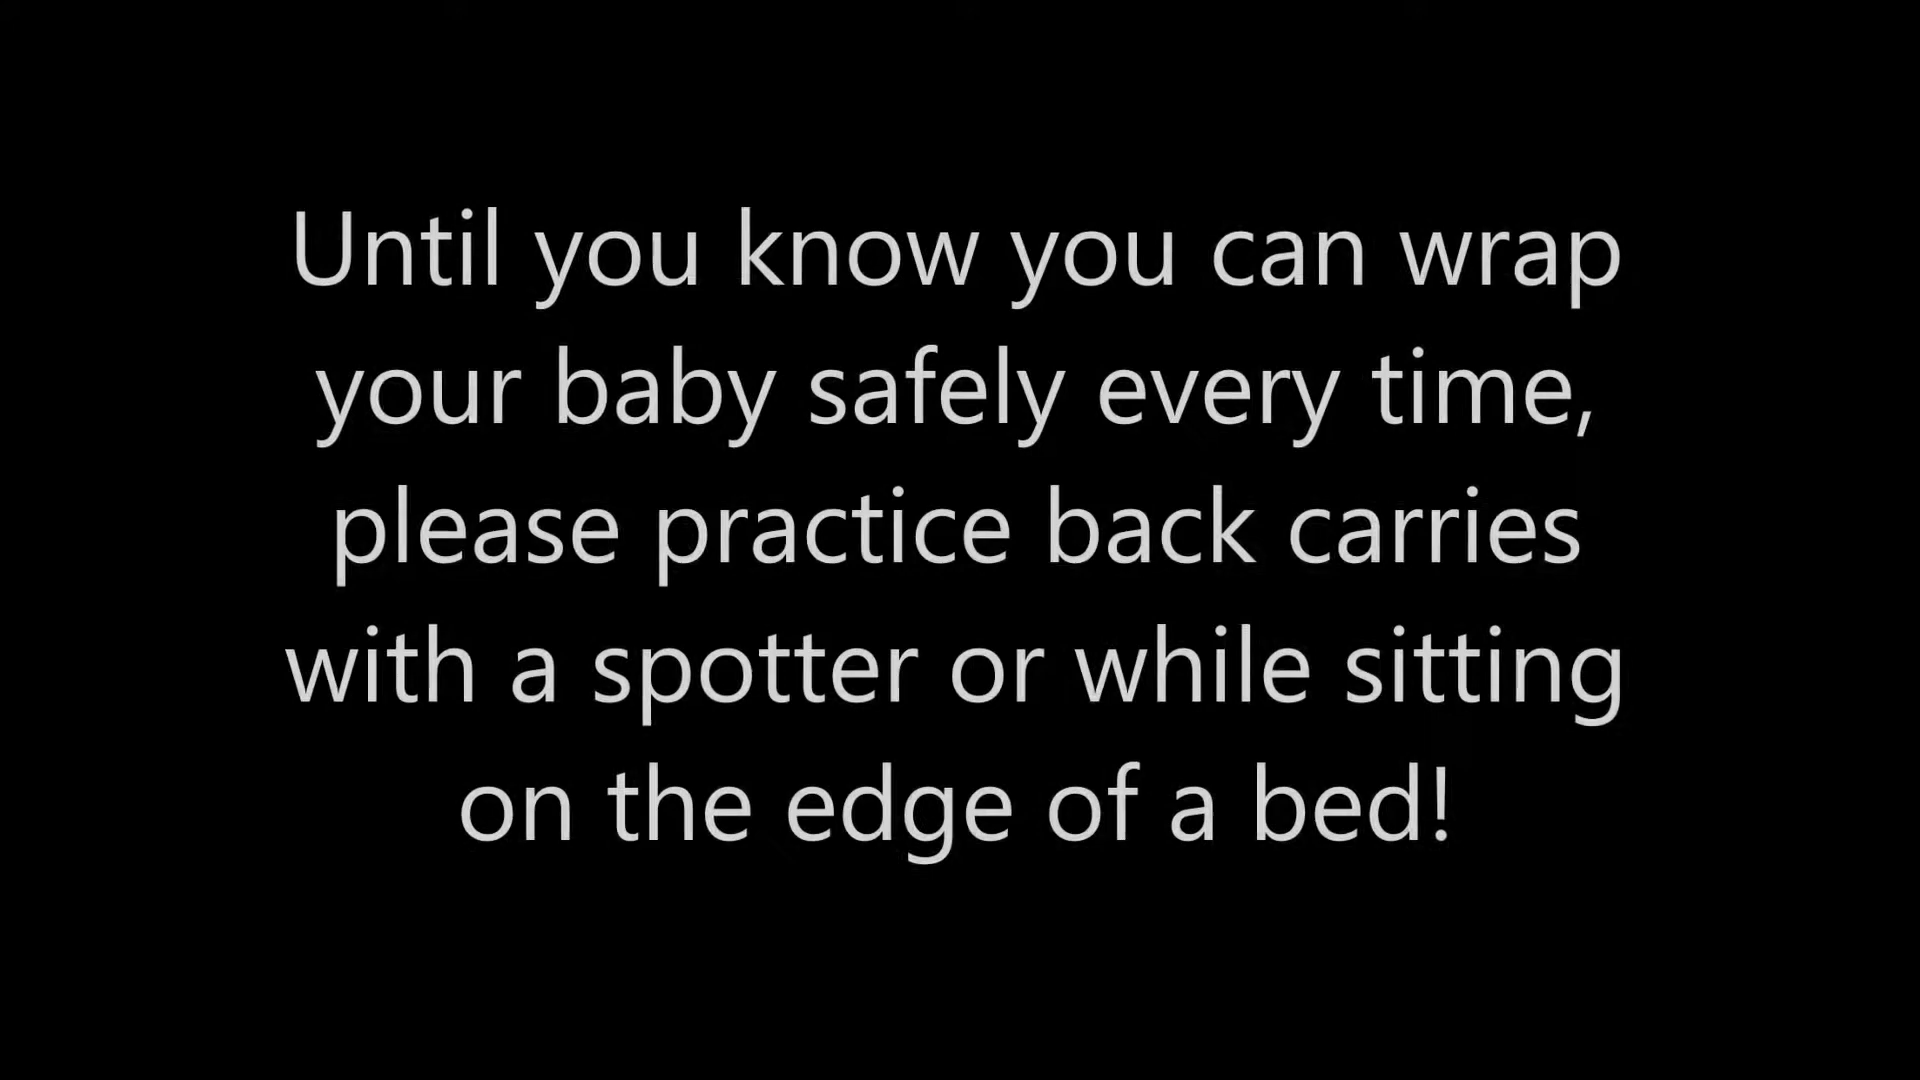 Until you know you can wrap
your baby safely every time,
please practice back carries
with a spotter or while sitting
on the edge of a bed!